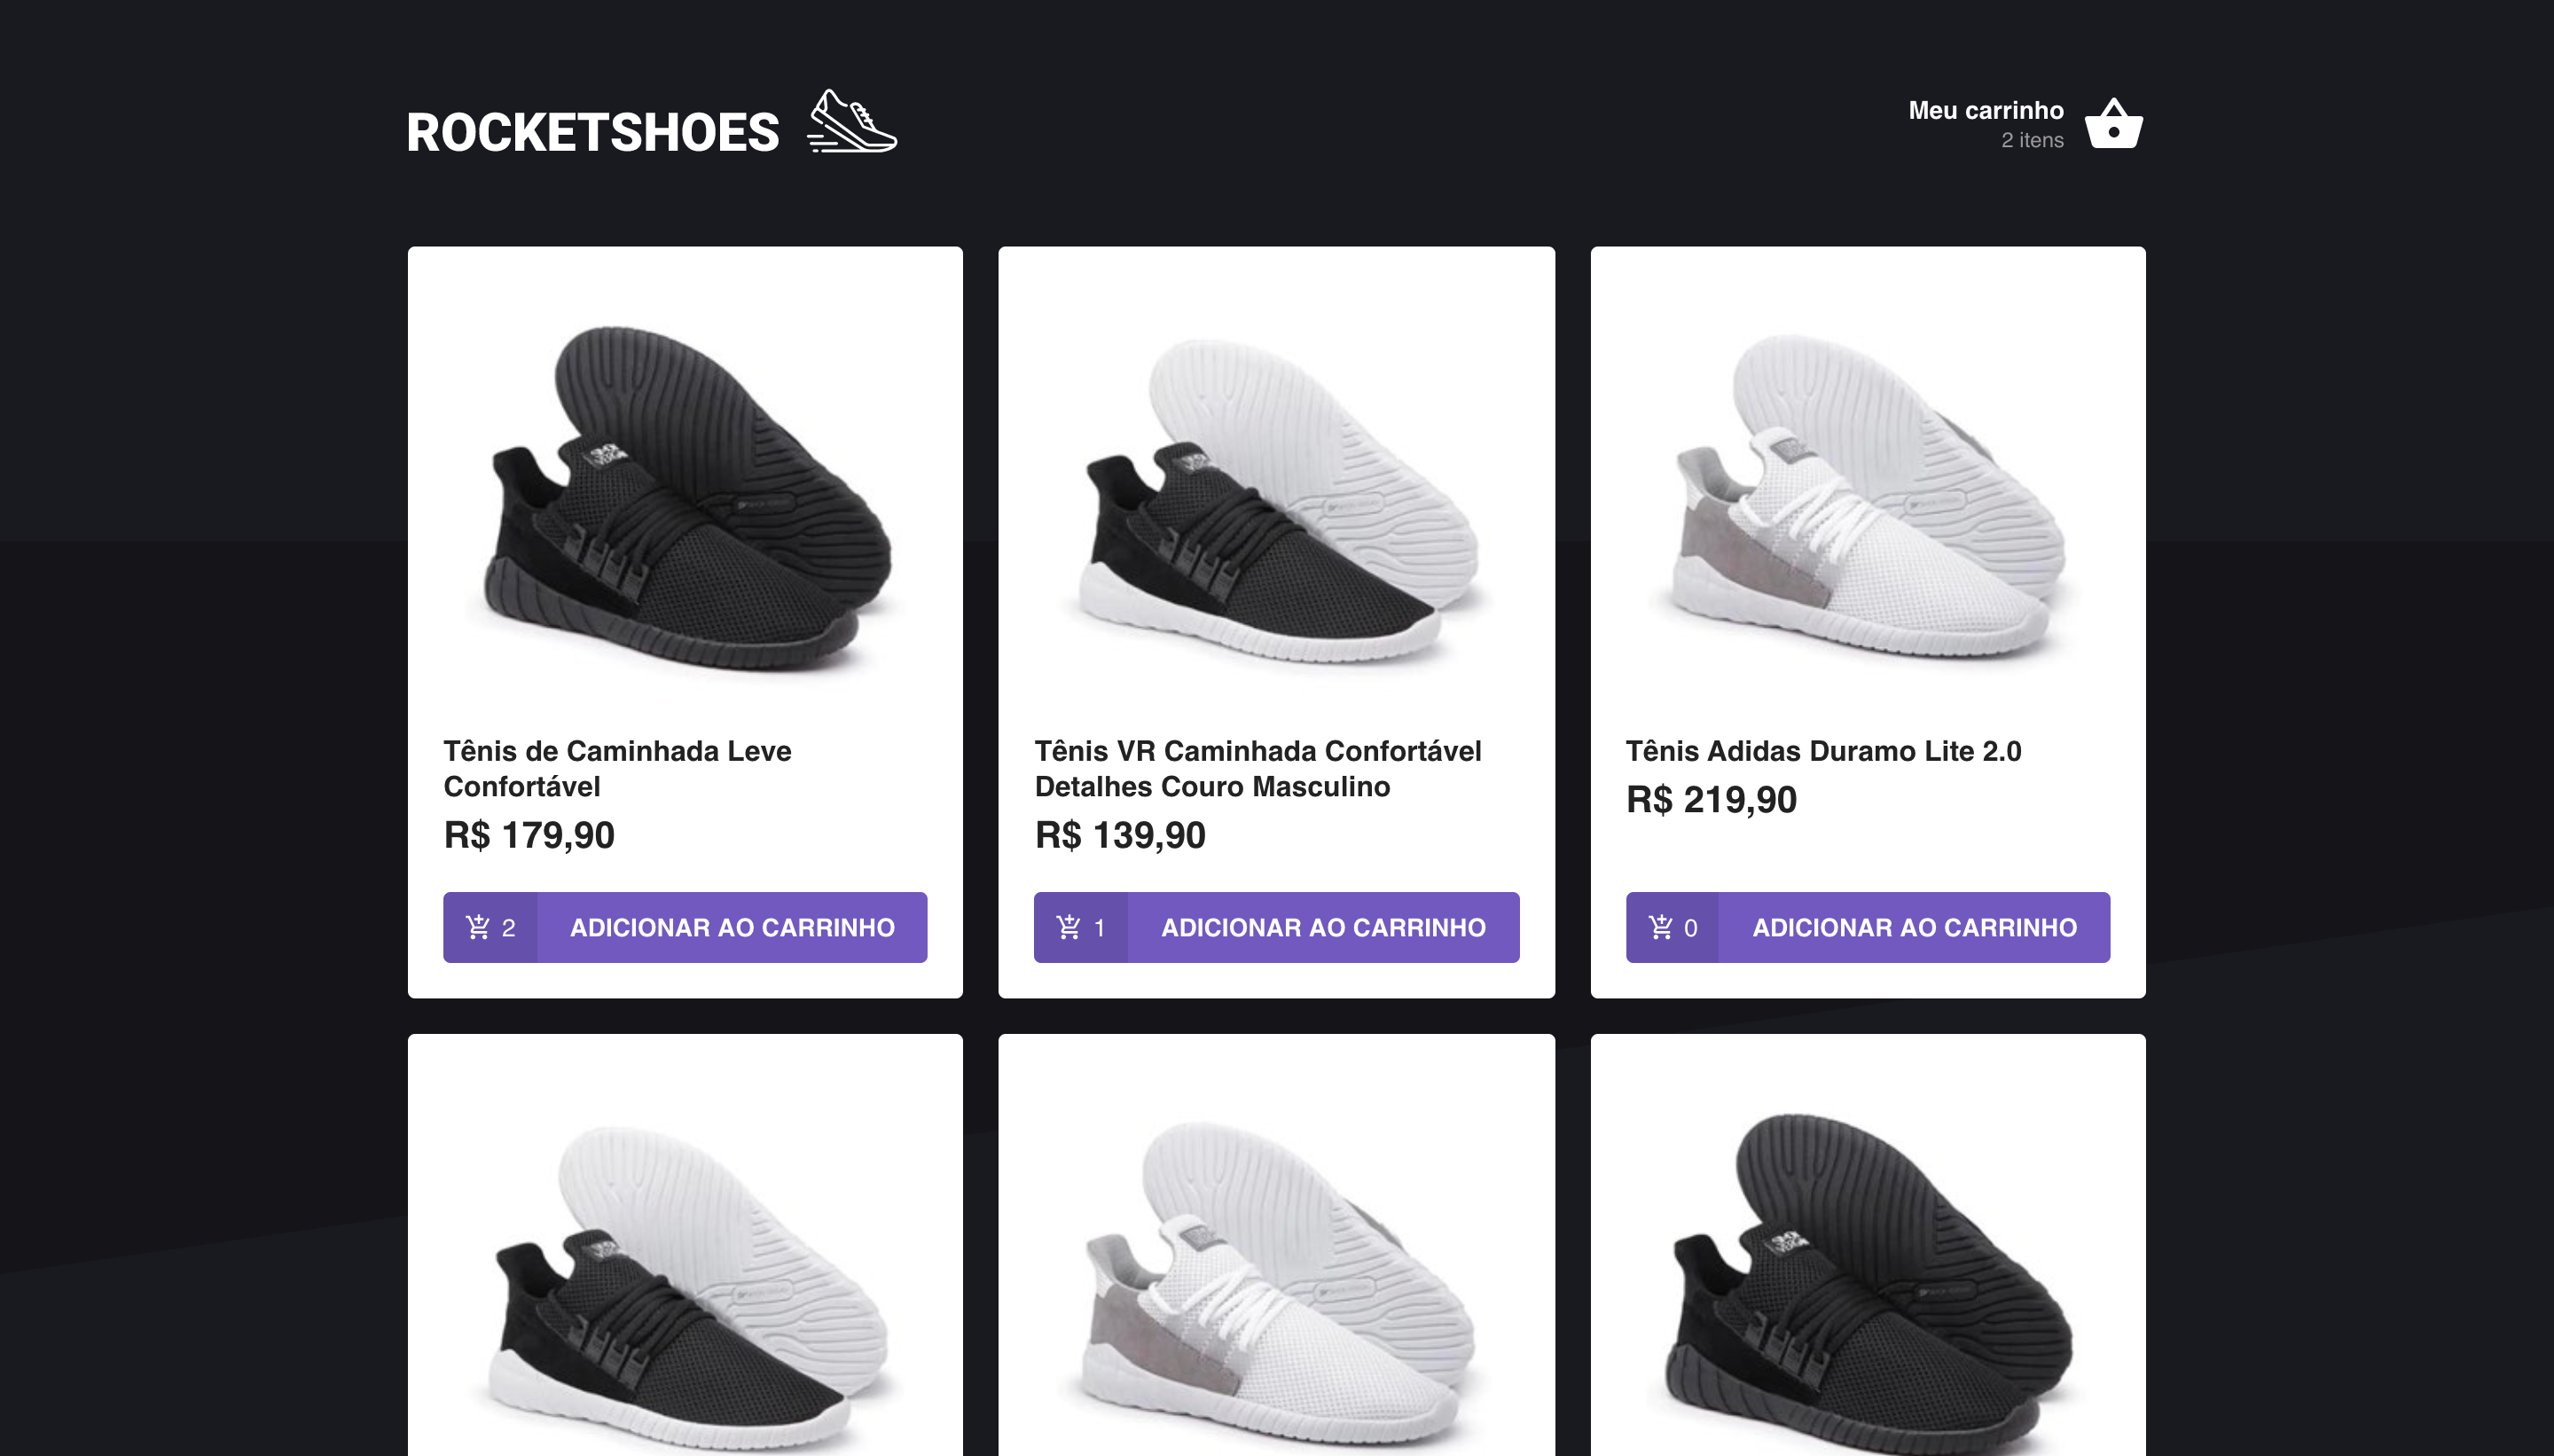 ROCKETSHOES
Meu carrinho
2 itens
Tênis de Caminhada Leve
Confortável
R$ 179,90
2 ADICIONAR AO CARRINHO
Tênis VR Caminhada Confortável
Detalhes Couro Masculino
R$ 139,90
1 ADICIONAR AO CARRINHO
Tênis Adidas Duramo Lite 2.0
R$ 219,90
0 ADICIONAR AO CARRINHO